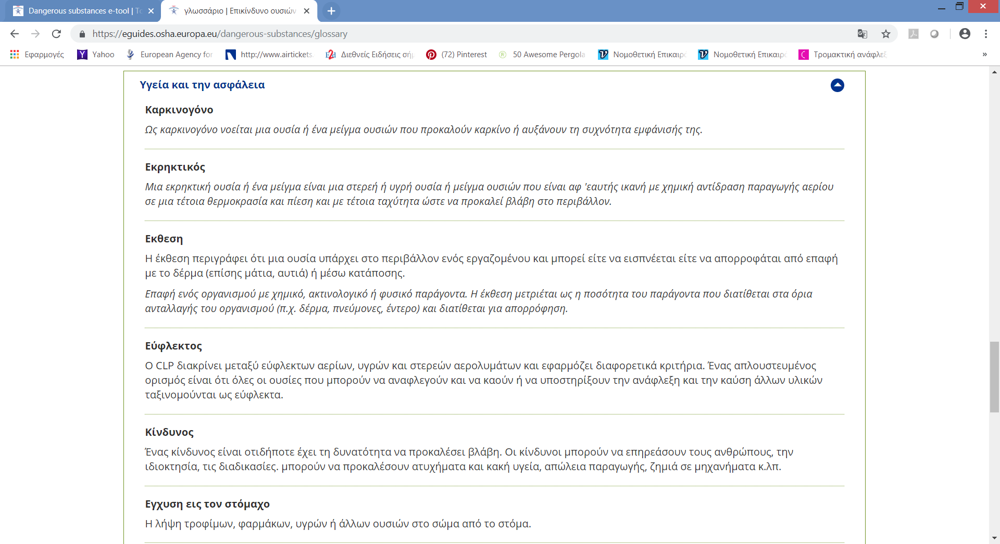 Dangerous substances e-tool | To
γλωσσάριο | Επικίνδυνο ουσιών
https://eguides.osha.europa.eu/dangerous-substances/glossary
Εφαρμογές Yahoo European Agency for http://www.airtickets. Διεθνείς Ειδήσεις σήμ (72) Pinterest 50 Awesome Pergola Νομοθετική Επικαιρό Νομοθετική Επικαιρό Τρομακτική ανάφλεξ »
Υγεία και την ασφάλεια
Καρκινογόνο
Ως καρκινογόνο νοείται μια ουσία ή ένα μείγμα ουσιών που προκαλούν καρκίνο ή αυξάνουν τη συχνότητα εμφάνισής της.
Εκρηκτικός
Μια εκρηκτική ουσία ή ένα μείγμα είναι μια στερεή ή υγρή ουσία ή μείγμα ουσιών που είναι αφ 'εαυτής ικανή με χημική αντίδραση παραγωγής αερίου
σε μια τέτοια θερμοκρασία και πίεση και με τέτοια ταχύτητα ώστε να προκαλεί βλάβη στο περιβάλλον.
Εκθεση
Η έκθεση περιγράφει ότι μια ουσία υπάρχει στο περιβάλλον ενός εργαζομένου και μπορεί είτε να εισπνέεται είτε να απορροφάται από επαφή
με το δέρμα (επίσης μάτια, αυτιά) ή μέσω κατάποσης.
Επαφή ενός οργανισμού με χημικό, ακτινολογικό ή φυσικό παράγοντα. Η έκθεση μετριέται ως η ποσότητα του παράγοντα που διατίθεται στα όρια
ανταλλαγής του οργανισμού (π.χ. δέρμα, πνεύμονες, έντερο) και διατίθεται για απορρόφηση.
Εύφλεκτος
Ο CLP διακρίνει μεταξύ εύφλεκτων αερίων, υγρών και στερεών αερολυμάτων και εφαρμόζει διαφορετικά κριτήρια. Ένας απλουστευμένος
ορισμός είναι ότι όλες οι ουσίες που μπορούν να αναφλεγούν και να καούν ή να υποστηρίξουν την ανάφλεξη και την καύση άλλων υλικών
ταξινομούνται ως εύφλεκτα.
Κίνδυνος
Ένας κίνδυνος είναι οτιδήποτε έχει τη δυνατότητα να προκαλέσει βλάβη. Οι κίνδυνοι μπορούν να επηρεάσουν τους ανθρώπους, την
ιδιοκτησία, τις διαδικασίες. μπορούν να προκαλέσουν ατυχήματα και κακή υγεία, απώλεια παραγωγής, ζημιά σε μηχανήματα κ.λπ.
Εγχυση εις τον στόμαχο
Η λήψη τροφίμων, φαρμάκων, υγρών ή άλλων ουσιών στο σώμα από το στόμα.